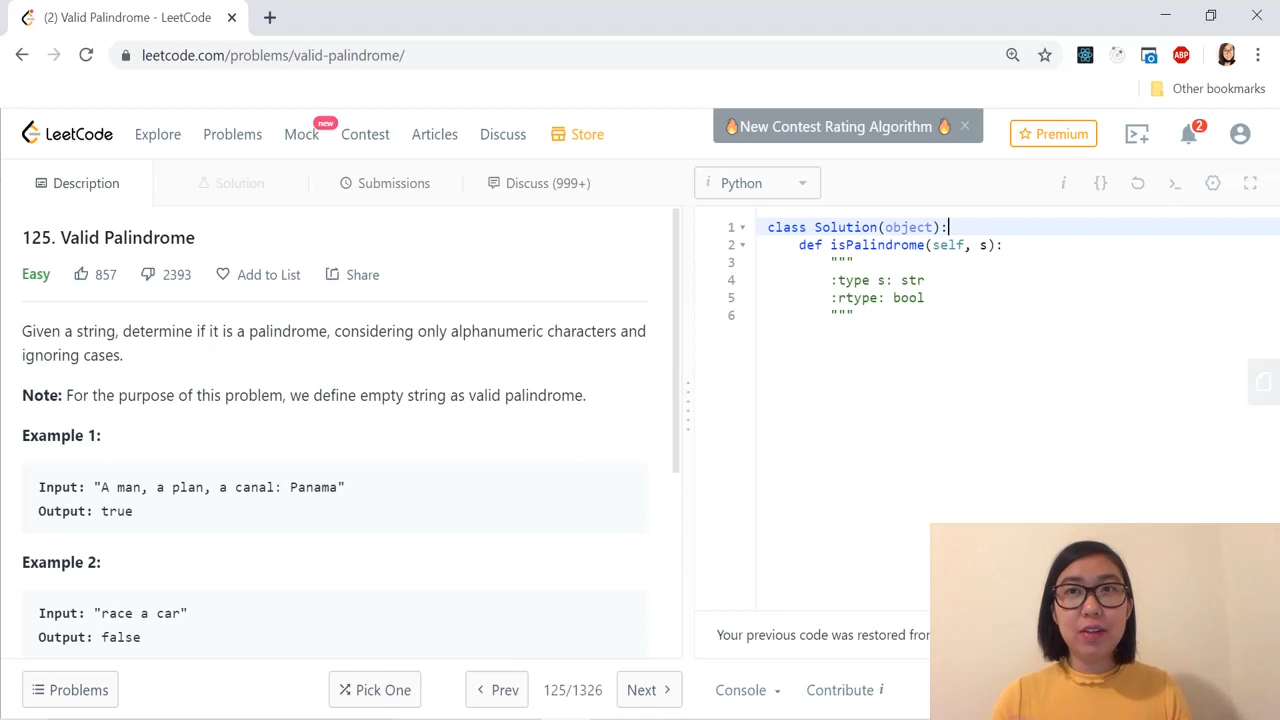 (2) Valid Palindrome - LeetCode
leetcode.com/problems/valid-palindrome/
ABP
Other bookmarks
LeetCode Explore Problems Mock new Contest Articles Discuss Store
New Contest Rating Algorithm
Premium
2
Description Solution Submissions Discuss (999+)
i Python
i {}
125. Valid Palindrome
Easy 857 2393 Add to List Share
Given a string, determine if it is a palindrome, considering only alphanumeric characters and
ignoring cases.
Note: For the purpose of this problem, we define empty string as valid palindrome.
Example 1:
Input: "A man, a plan, a canal: Panama"
Output: true
Example 2:
Input: "race a car"
Output: false
1 class Solution(object):
2 def isPalindrome(self, s):
3 """
4 :type s: str
5 :rtype: bool
6 """
Your previous code was restored from
Problems Pick One Prev 125/1326 Next
Console Contribute i